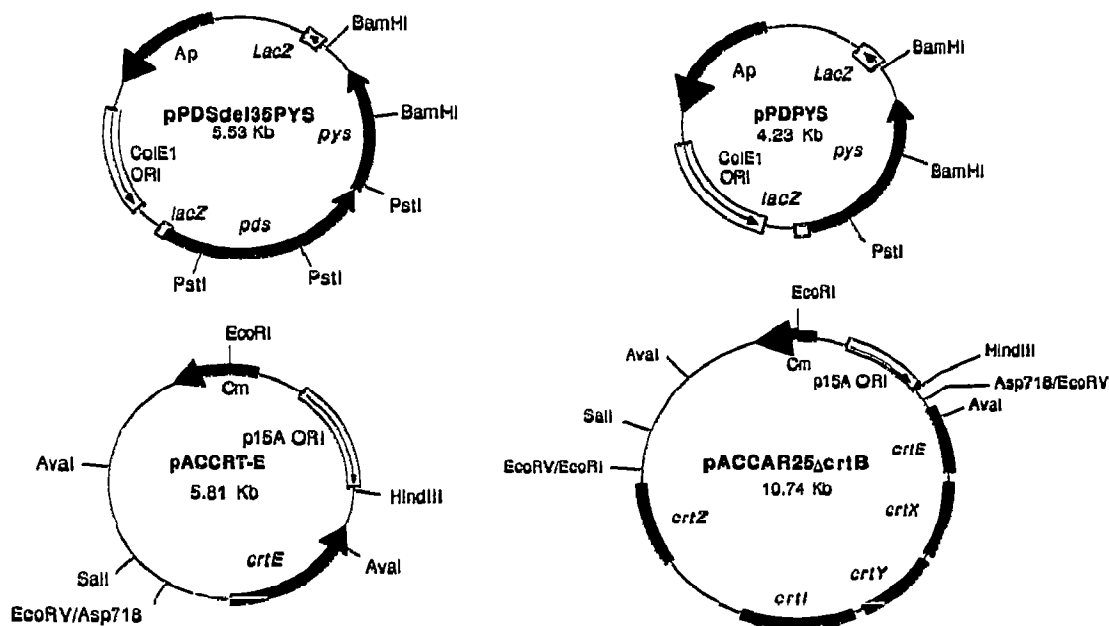 BamHI
Ap
LacZ
pPDSdel35PYS
5.53 Kb
BamHI
pys
ColE1
ORI
lacZ
pds
PstI
PstI
PstI
BamHI
Ap
LacZ
pPDPYS
4.23 Kb
pys
ColE1
ORI
BamHI
lacZ
PstI
EcoRI
Cm
p15A ORI
AvaI
pACCRT-E
5.81 Kb
HindIII
crtE
AvaI
SalI
EcoRV/Asp718
EcoRI
AvaI
Cm
HindIII
p15A ORI
Asp718/EcoRV
AvaI
SalI
crtE
EcoRV/EcoRI
pACCAR25ΔcrtB
10.74 Kb
crtX
crtZ
crtY
crtI